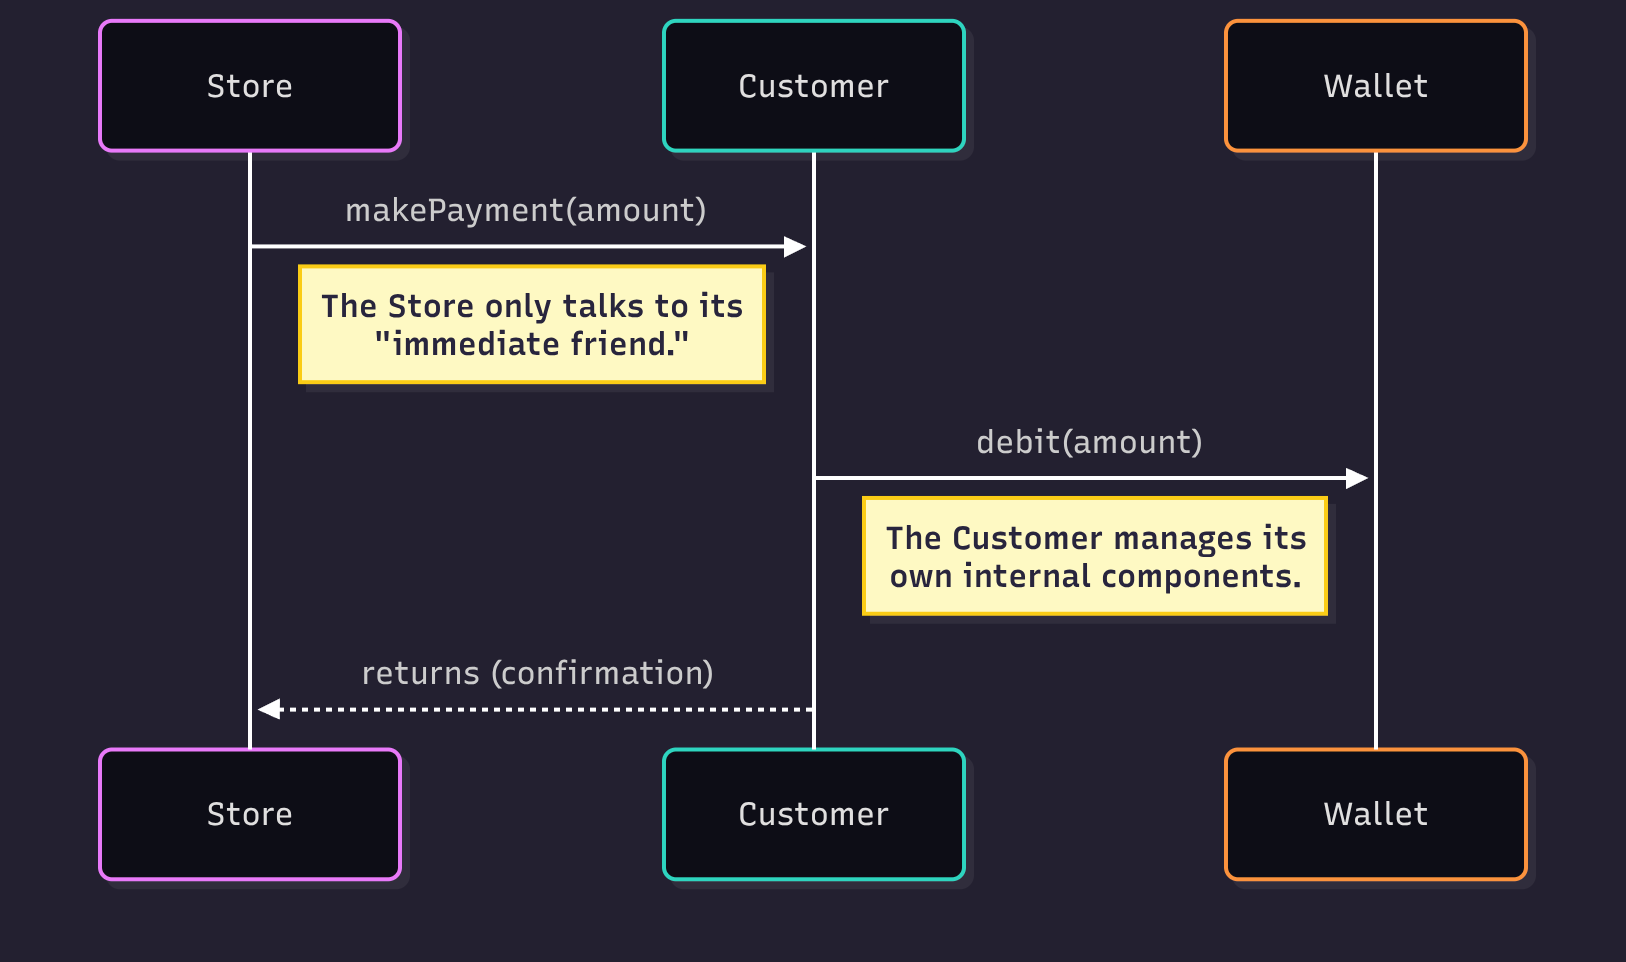 Store
Customer
Wallet
makePayment(amount)
The Store only talks to its
"immediate friend."
debit(amount)
The Customer manages its
own internal components.
returns (confirmation)
Store
Customer
Wallet